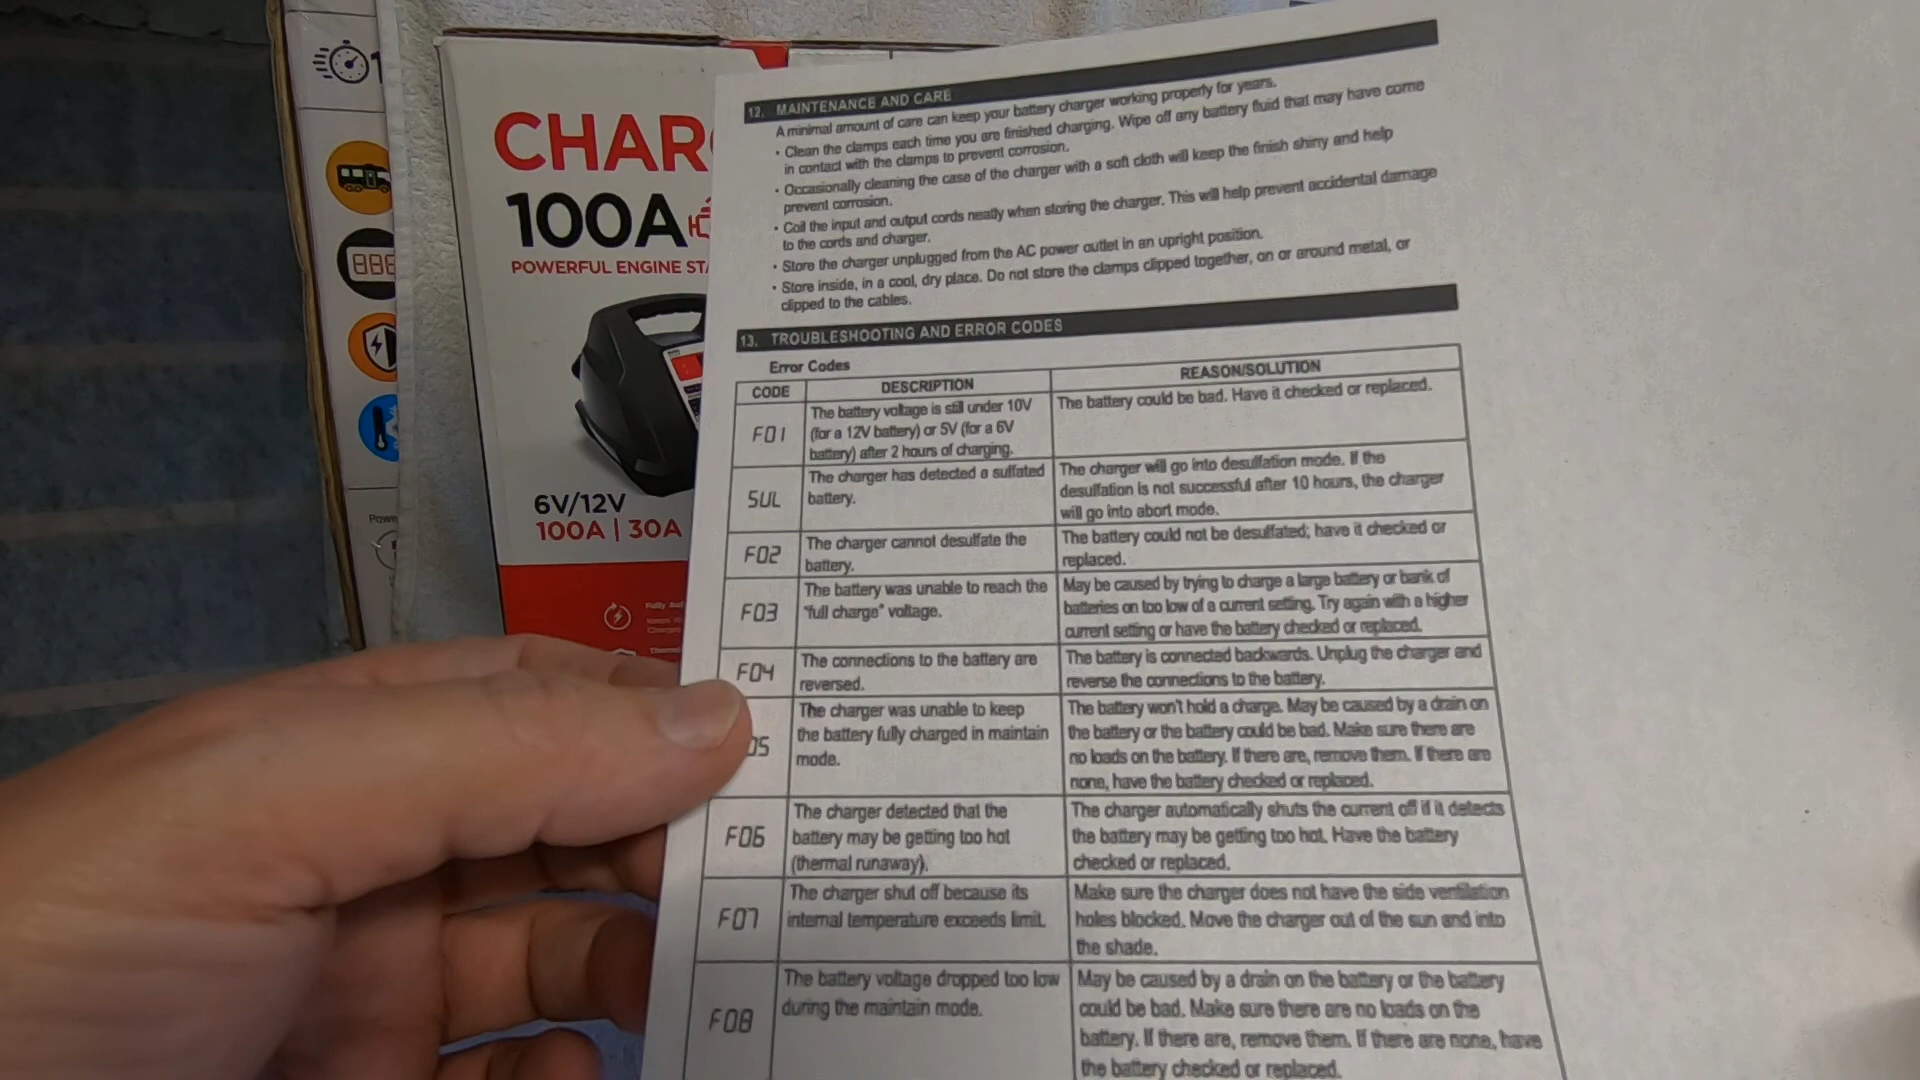 1
888
Powe
CHAR
100A
POWERFUL ENGINE STA
6V/12V
100A | 30A
Fully Aut
12. MAINTENANCE AND CARE
A minimal amount of care can keep your battery charger working properly for years.
• Clean the clamps each time you are finished charging. Wipe off any battery fluid that may have come
in contact with the clamps to prevent corrosion.
• Occasionally cleaning the case of the charger with a soft cloth will keep the finish shiny and help
prevent corrosion.
• Coil the input and output cords neatly when storing the charger. This will help prevent accidental damage
to the cords and charger.
• Store the charger unplugged from the AC power outlet in an upright position.
• Store inside, in a cool, dry place. Do not store the clamps clipped together, on or around metal, or
clipped to the cables.
13. TROUBLESHOOTING AND ERROR CODES
Error Codes
CODE DESCRIPTION REASON/SOLUTION
F01
The battery voltage is still under 10V
(for a 12V battery) or 5V (for a 6V
battery) after 2 hours of charging.
The battery could be bad. Have it checked or replaced.
SUL
The charger has detected a sulfated
battery.
The charger will go into desulfation mode. If the
desulfation is not successful after 10 hours, the charger
will go into abort mode.
F02
The charger cannot desulfate the
battery.
The battery could not be desulfated; have it checked or
replaced.
F03
The battery was unable to reach the
"full charge" voltage.
May be caused by trying to charge a large battery or bank of
batteries on too low of a current setting. Try again with a higher
current setting or have the battery checked or replaced.
F04
The connections to the battery are
reversed.
The battery is connected backwards. Unplug the charger and
reverse the connections to the battery.
05
The charger was unable to keep
the battery fully charged in maintain
mode.
The battery won't hold a charge. May be caused by a drain on
the battery or the battery could be bad. Make sure there are
no loads on the battery. If there are, remove them. If there are
none, have the battery checked or replaced.
F06
The charger detected that the
battery may be getting too hot
(thermal runaway).
The charger automatically shuts the current off if it detects
the battery may be getting too hot. Have the battery
checked or replaced.
F07
The charger shut off because its
internal temperature exceeds limit.
Make sure the charger does not have the side ventilation
holes blocked. Move the charger out of the sun and into
the shade.
F08
The battery voltage dropped too low
during the maintain mode.
May be caused by a drain on the battery or the battery
could be bad. Make sure there are no loads on the
battery. If there are, remove them. If there are none, have
the battery checked or replaced.